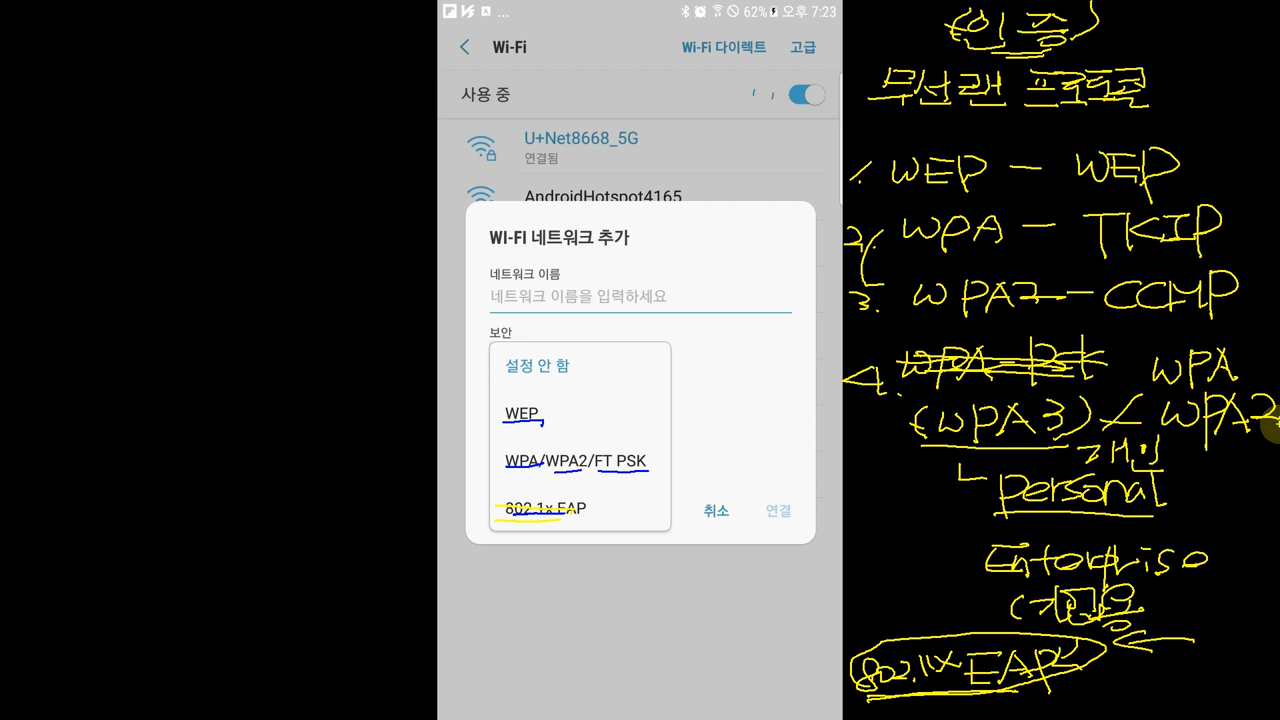 ... 62% 오후 7:23
Wi-Fi Wi-Fi 다이렉트 고급
사용 중
U+Net8668_5G
연결됨
AndroidHotspot4165
WI-FI 네트워크 추가
네트워크 이름
네트워크 이름을 입력하세요
보안
설정 안 함
WEP
WPA/WPA2/FT PSK
802.1x EAP
취소 연결
(인증)
무선랜 프로토콜
1. WEP - WEP
2. WPA - TKIP
3. WPA2 - CCMP
4. WPA-PSK WPA
(WPA3) < WPA2
개인
personal
Enterprise
(기업용
802.11x EAP